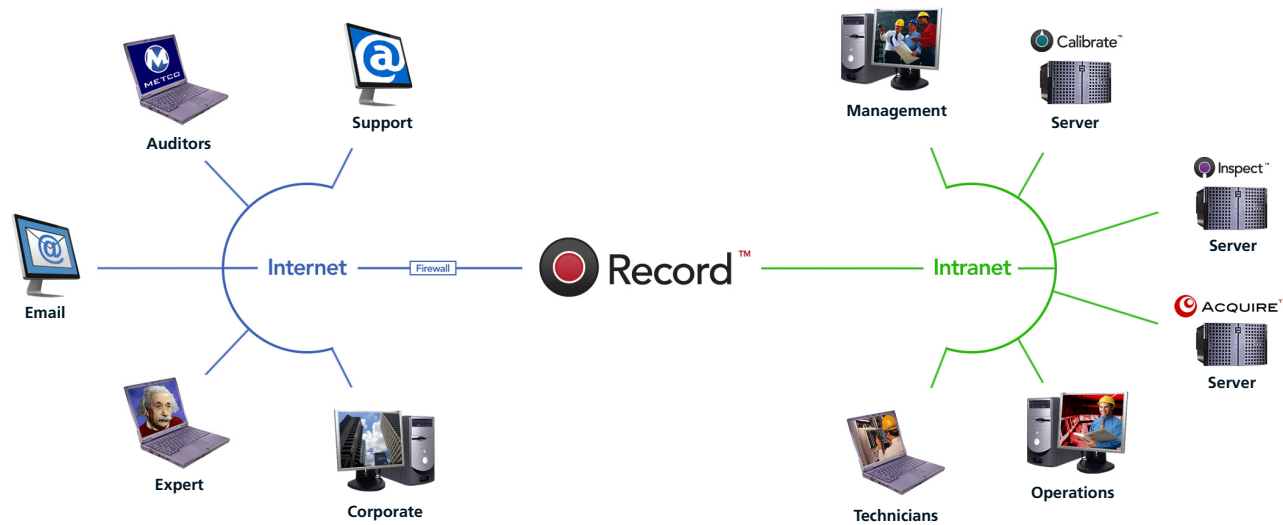 METCO
Auditors
@
Support
@
Email
Internet
Firewall
Expert
Corporate
Record™
Management
Calibrate™
Server
Inspect™
Server
Intranet
ACQUIRE™
Server
Technicians
Operations